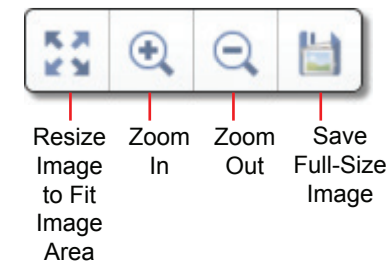 Resize
Image
to Fit
Image
Area
Zoom
In
Zoom
Out
Save
Full-Size
Image